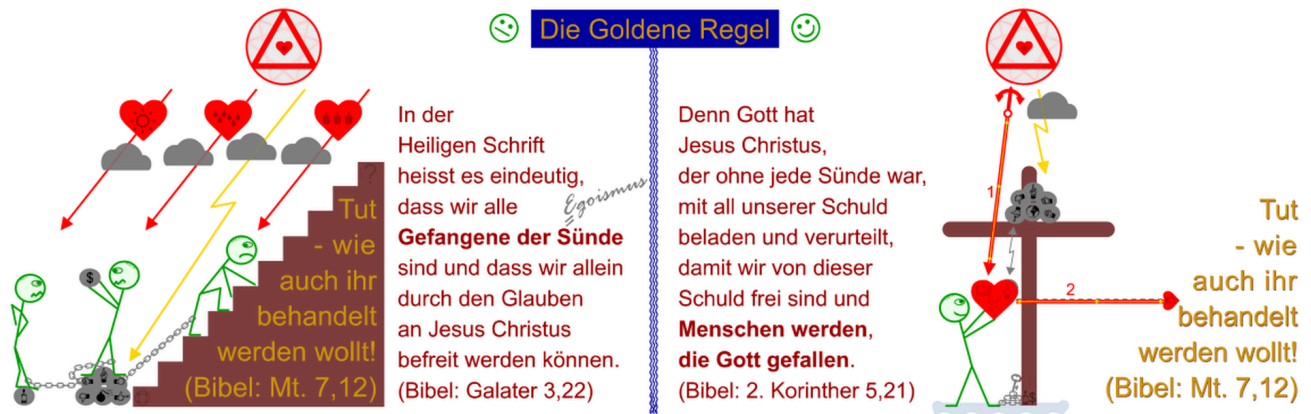 Die Goldene Regel
In der
Heiligen Schrift
heisst es eindeutig,
dass wir alle
Egoismus
Gefangene der Sünde
sind und dass wir allein
durch den Glauben
an Jesus Christus
befreit werden können.
(Bibel: Galater 3,22)
Denn Gott hat
Jesus Christus,
der ohne jede Sünde war,
mit all unserer Schuld
beladen und verurteilt,
damit wir von dieser
Schuld frei sind und
Menschen werden,
die Gott gefallen.
(Bibel: 2. Korinther 5,21)
?
Tut
- wie
auch ihr
behandelt
werden wollt!
(Bibel: Mt. 7,12)
$
1
2
Tut
- wie
auch ihr
behandelt
werden wollt!
(Bibel: Mt. 7,12)